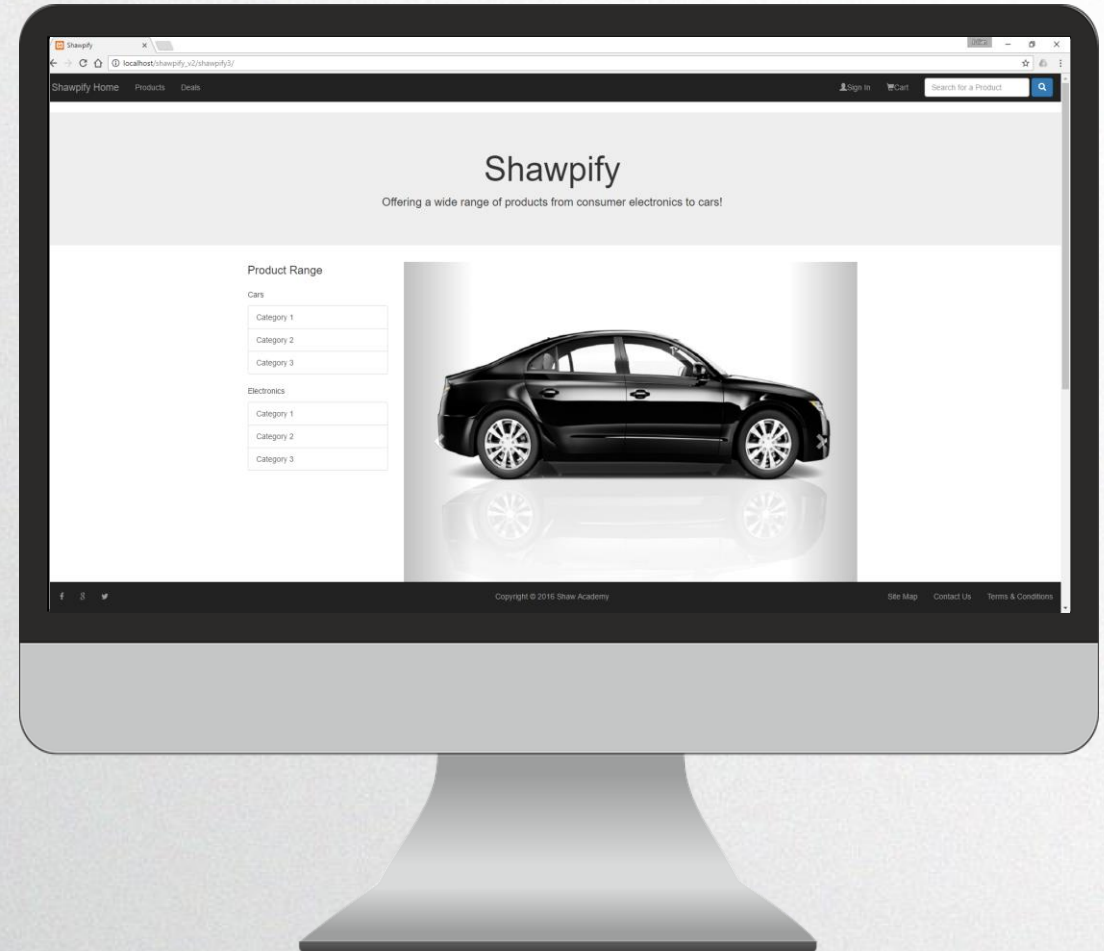 Shawpify
localhost/shawpify_v2/shawpify3/
Shawpify Home Products Deals Sign In Cart Search for a Product
Shawpify
Offering a wide range of products from consumer electronics to cars!
Product Range
Cars
Category 1
Category 2
Category 3
Electronics
Category 1
Category 2
Category 3
Copyright © 2016 Shaw Academy Site Map Contact Us Terms & Conditions